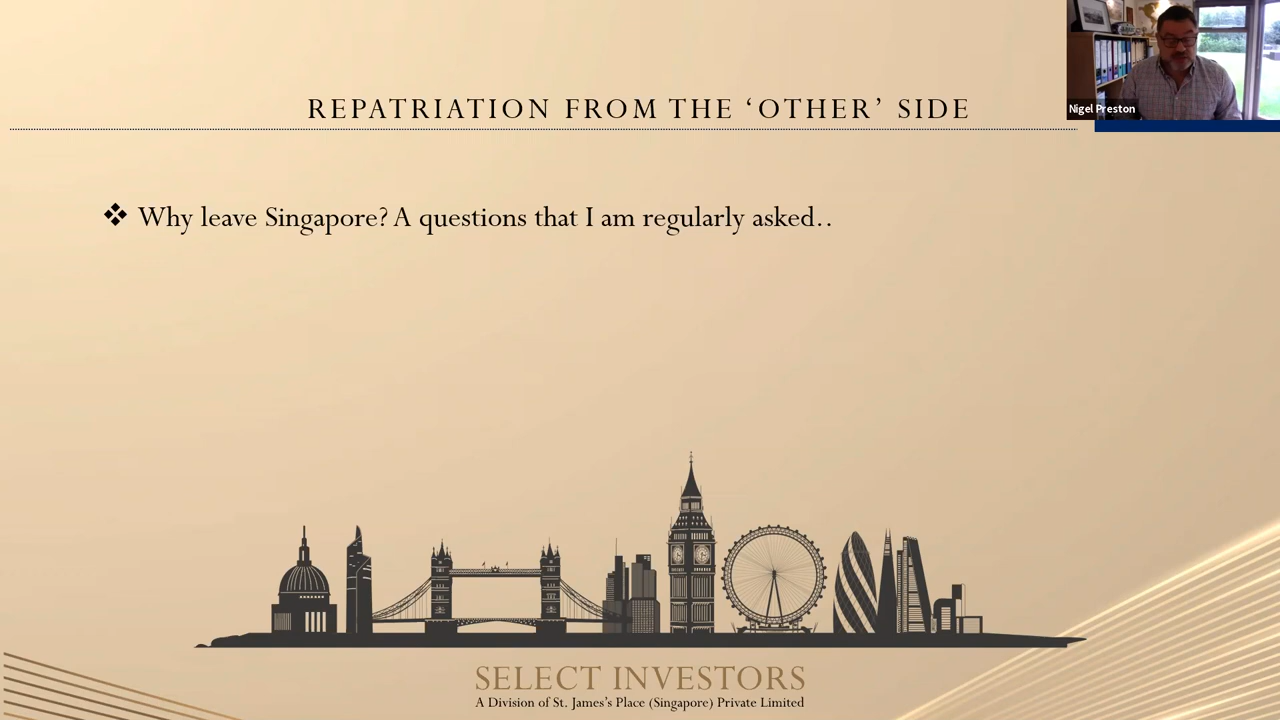 REPATRIATION FROM THE ‘OTHER’ SIDE
Nigel Preston
❖ Why leave Singapore? A questions that I am regularly asked..
SELECT INVESTORS
A Division of St. James’s Place (Singapore) Private Limited